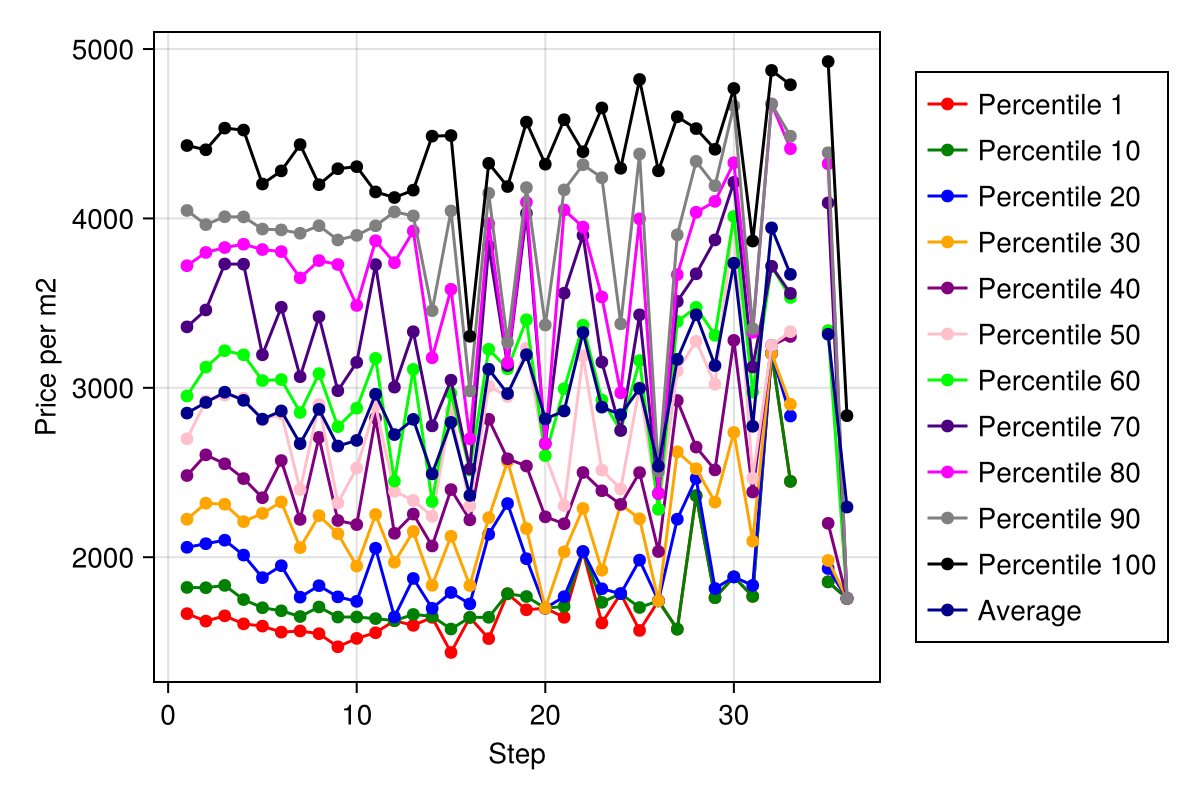 5000
4000
3000
2000
Price per m2
0 10 20 30
Step
Percentile 1
Percentile 10
Percentile 20
Percentile 30
Percentile 40
Percentile 50
Percentile 60
Percentile 70
Percentile 80
Percentile 90
Percentile 100
Average